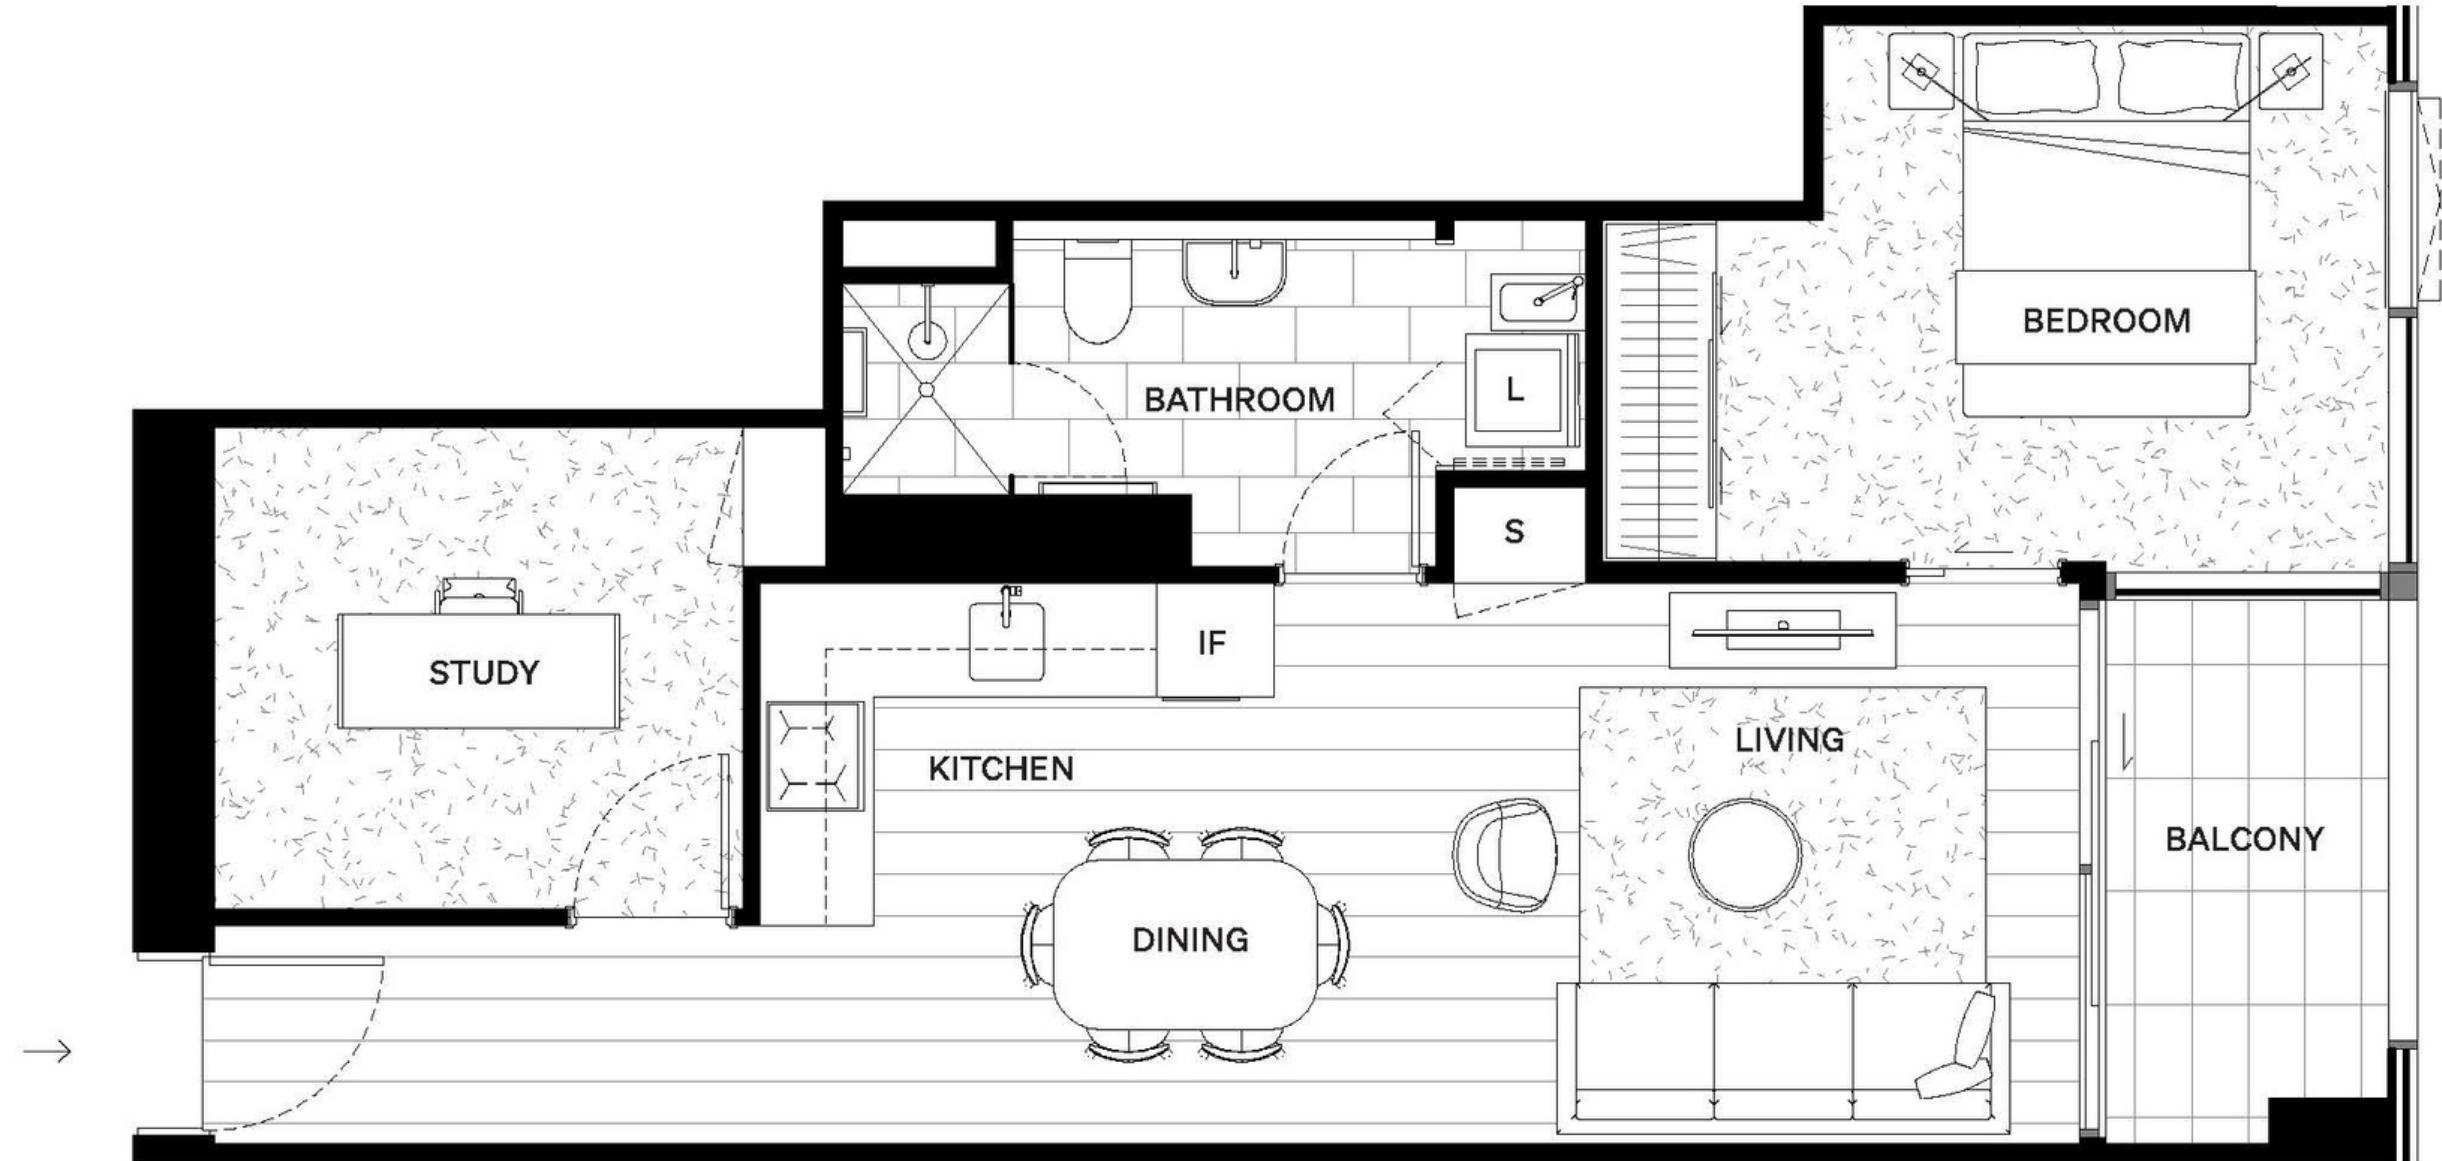 BEDROOM
BATHROOM
L
S
STUDY
IF
KITCHEN
LIVING
BALCONY
DINING